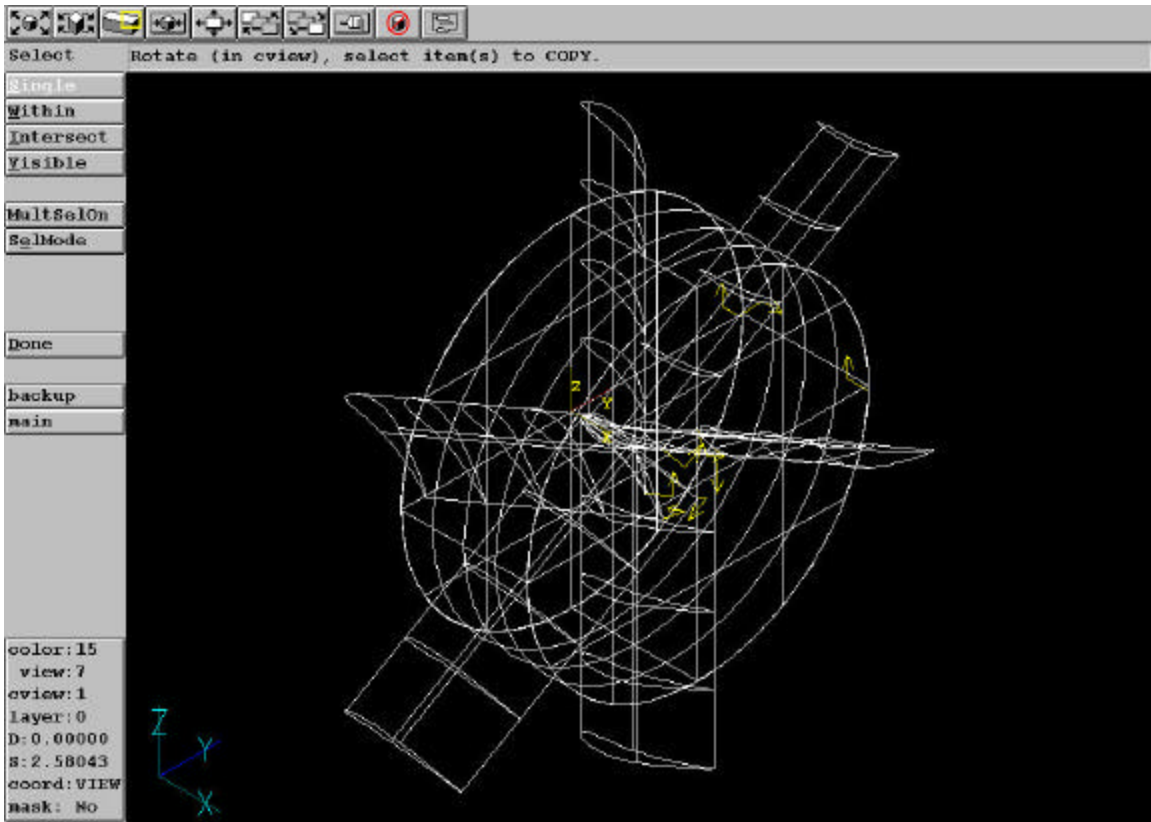 Select
Rotate (in cview), select item(s) to COPY.
Single
Within
Intersect
Visible
MultSelOn
SelMode
Done
backup
main
Z
Y
X
color:15
view:7
cview:1
layer:0
D:0.00000
S:2.58043
coord:VIEW
mask: No
Z
Y
X